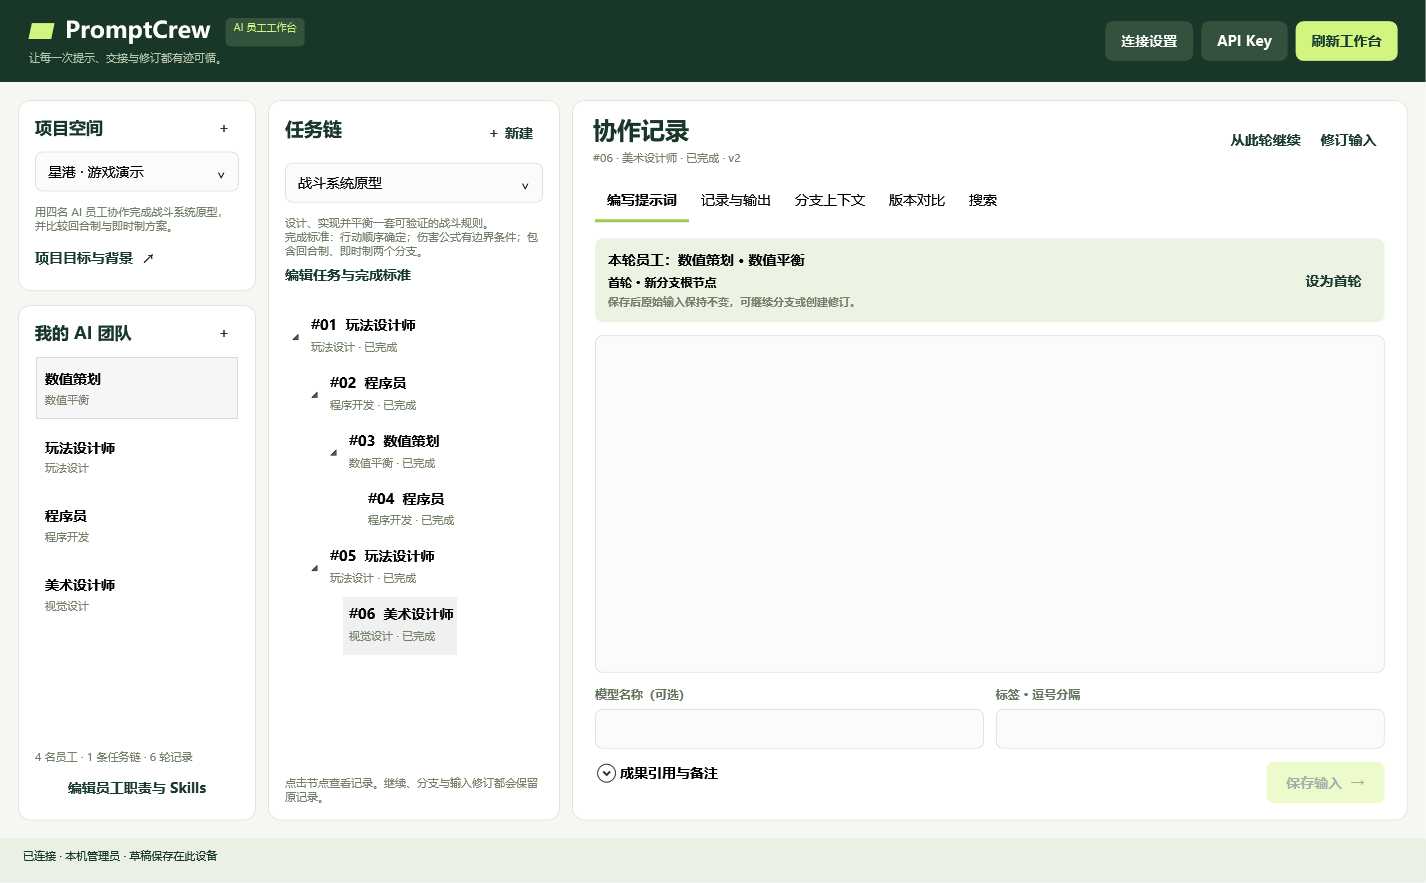 PromptCrew
AI 员工工作台
让每一次提示、交接与修订都有迹可循。
连接设置
API Key
刷新工作台
项目空间
+
星港 · 游戏演示
用四名 AI 员工协作完成战斗系统原型，
并比较回合制与即时制方案。
项目目标与背景 ↗
我的 AI 团队
+
数值策划
数值平衡
玩法设计师
玩法设计
程序员
程序开发
美术设计师
视觉设计
4 名员工 · 1 条任务链 · 6 轮记录
编辑员工职责与 Skills
任务链
+ 新建
战斗系统原型
设计、实现并平衡一套可验证的战斗规则。
完成标准：行动顺序确定；伤害公式有边界条件；包
含回合制、即时制两个分支。
编辑任务与完成标准
#01 玩法设计师
玩法设计 · 已完成
#02 程序员
程序开发 · 已完成
#03 数值策划
数值平衡 · 已完成
#04 程序员
程序开发 · 已完成
#05 玩法设计师
玩法设计 · 已完成
#06 美术设计师
视觉设计 · 已完成
点击节点查看记录。继续、分支与输入修订都会保留
原记录。
协作记录
#06 · 美术设计师 · 已完成 · v2
从此轮继续
修订输入
编写提示词
记录与输出
分支上下文
版本对比
搜索
本轮员工：数值策划 • 数值平衡
首轮 • 新分支根节点
保存后原始输入保持不变，可继续分支或创建修订。
设为首轮
模型名称（可选）
标签 • 逗号分隔
成果引用与备注
保存输入 →
已连接 · 本机管理员 · 草稿保存在此设备